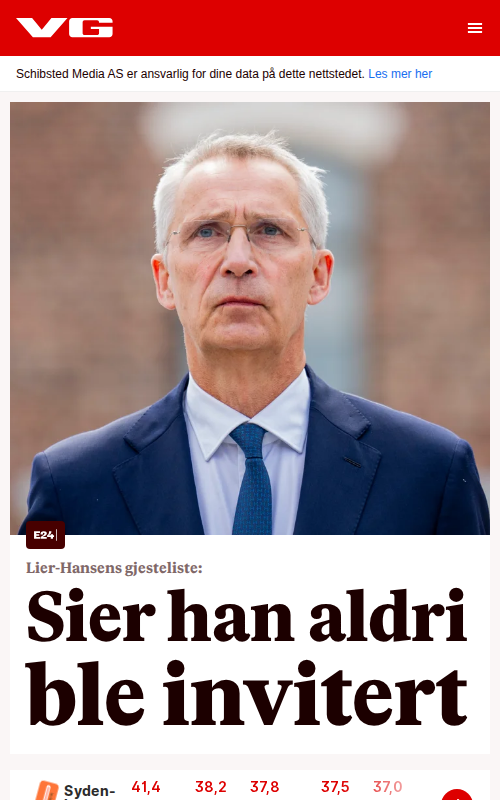 VG
Schibsted Media AS er ansvarlig for dine data på dette nettstedet. Les mer her
E24
Lier-Hansens gjesteliste:
Sier han aldri
ble invitert
41,4 38,2 37,8 37,5 37,0
Syden-